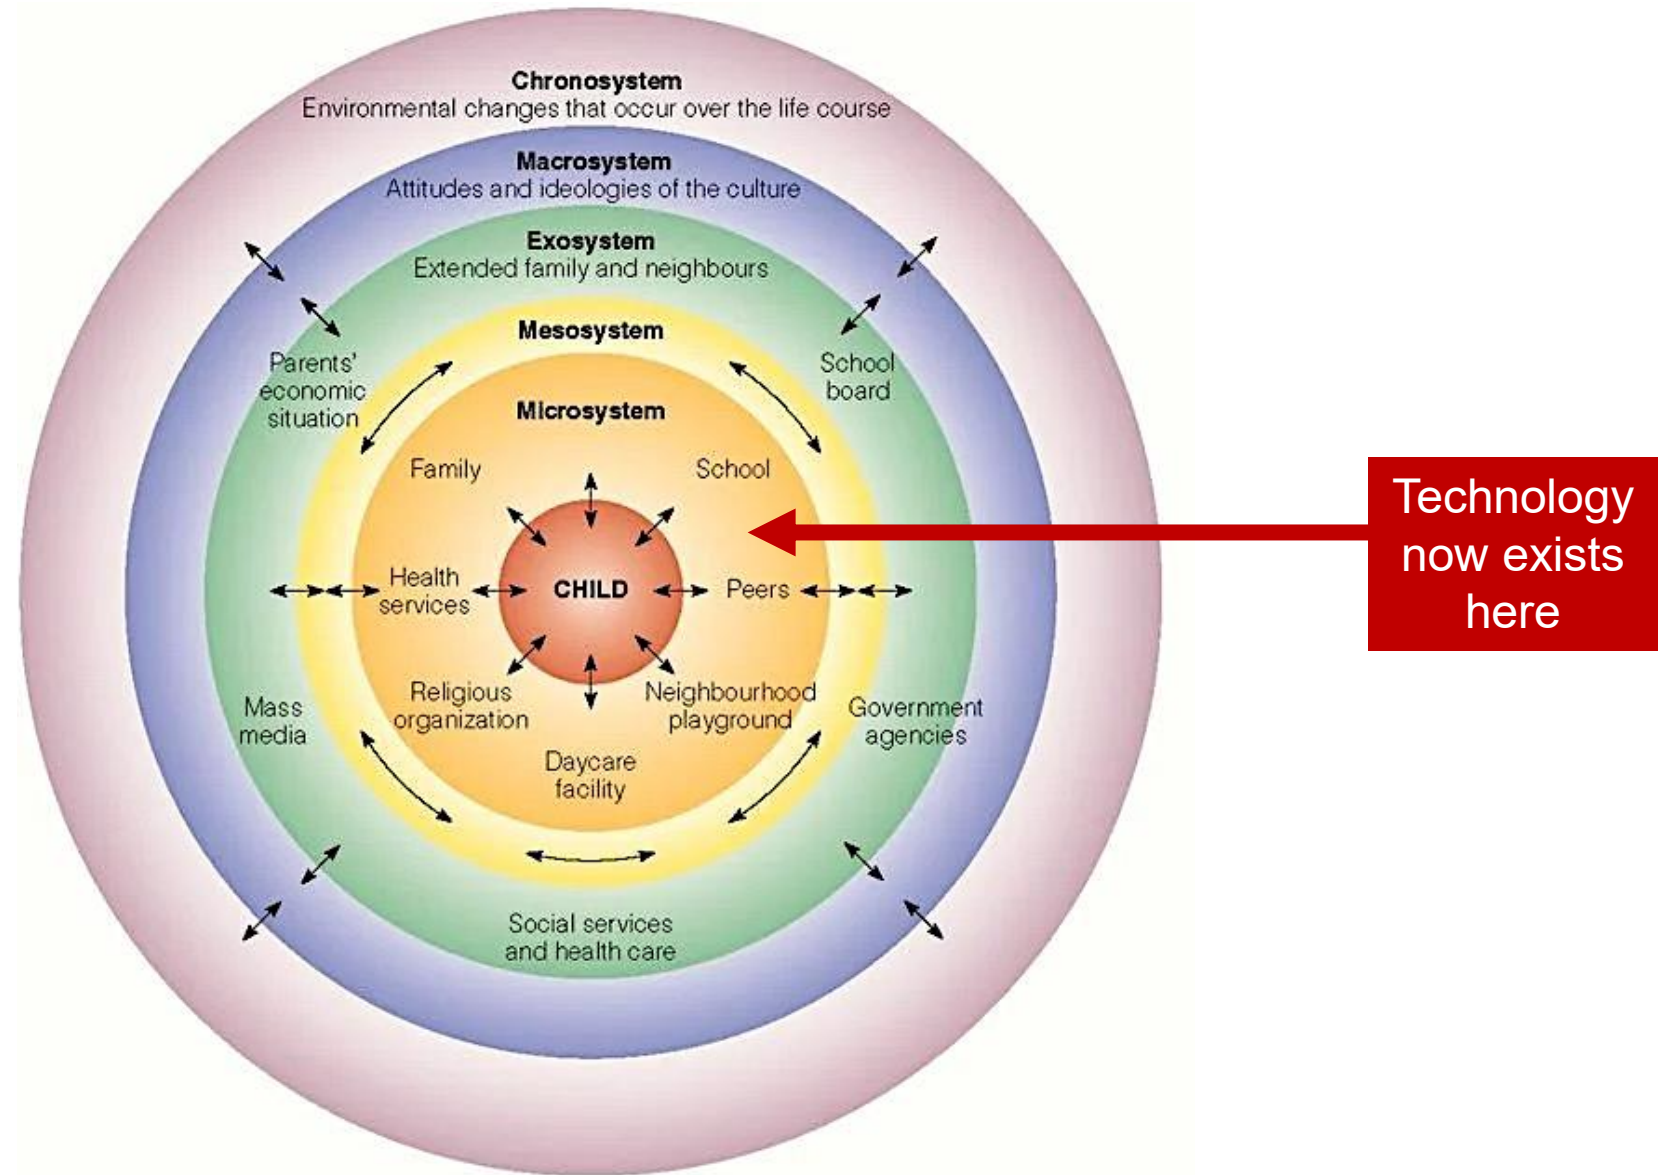 Chronosystem
Environmental changes that occur over the life course
Macrosystem
Attitudes and ideologies of the culture
Exosystem
Extended family and neighbours
Mesosystem
Parents'
economic
situation
School
board
Microsystem
Family
School
Health
services
CHILD
Peers
Religious
organization
Neighbourhood
playground
Daycare
facility
Mass
media
Government
agencies
Social services
and health care
Technology
now exists
here